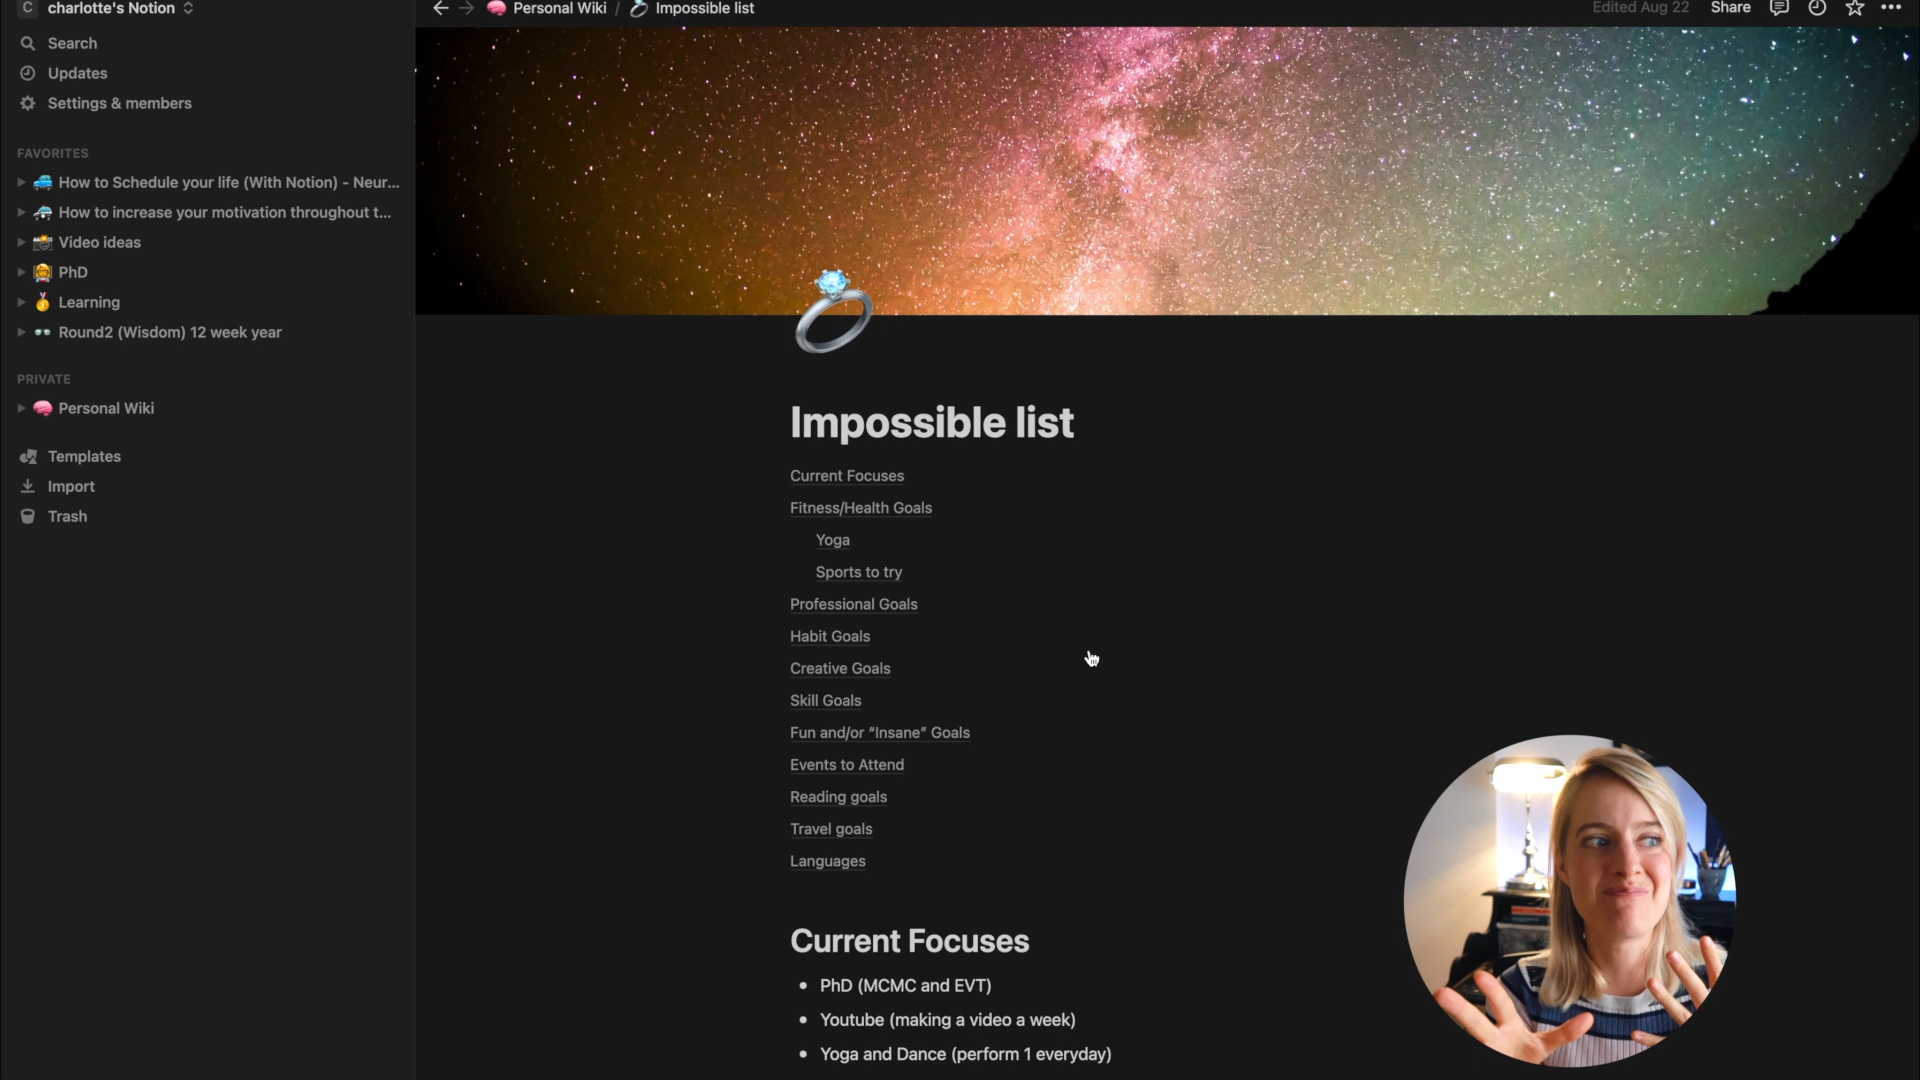 C charlotte's Notion
Search
Updates
Settings & members
FAVORITES
How to Schedule your life (With Notion) - Neur...
How to increase your motivation throughout t...
Video ideas
PhD
Learning
Round2 (Wisdom) 12 week year
PRIVATE
Personal Wiki
Templates
Import
Trash
Personal Wiki / Impossible list
Edited Aug 22 Share
Impossible list
Current Focuses
Fitness/Health Goals
Yoga
Sports to try
Professional Goals
Habit Goals
Creative Goals
Skill Goals
Fun and/or “Insane” Goals
Events to Attend
Reading goals
Travel goals
Languages
Current Focuses
• PhD (MCMC and EVT)
• Youtube (making a video a week)
• Yoga and Dance (perform 1 everyday)